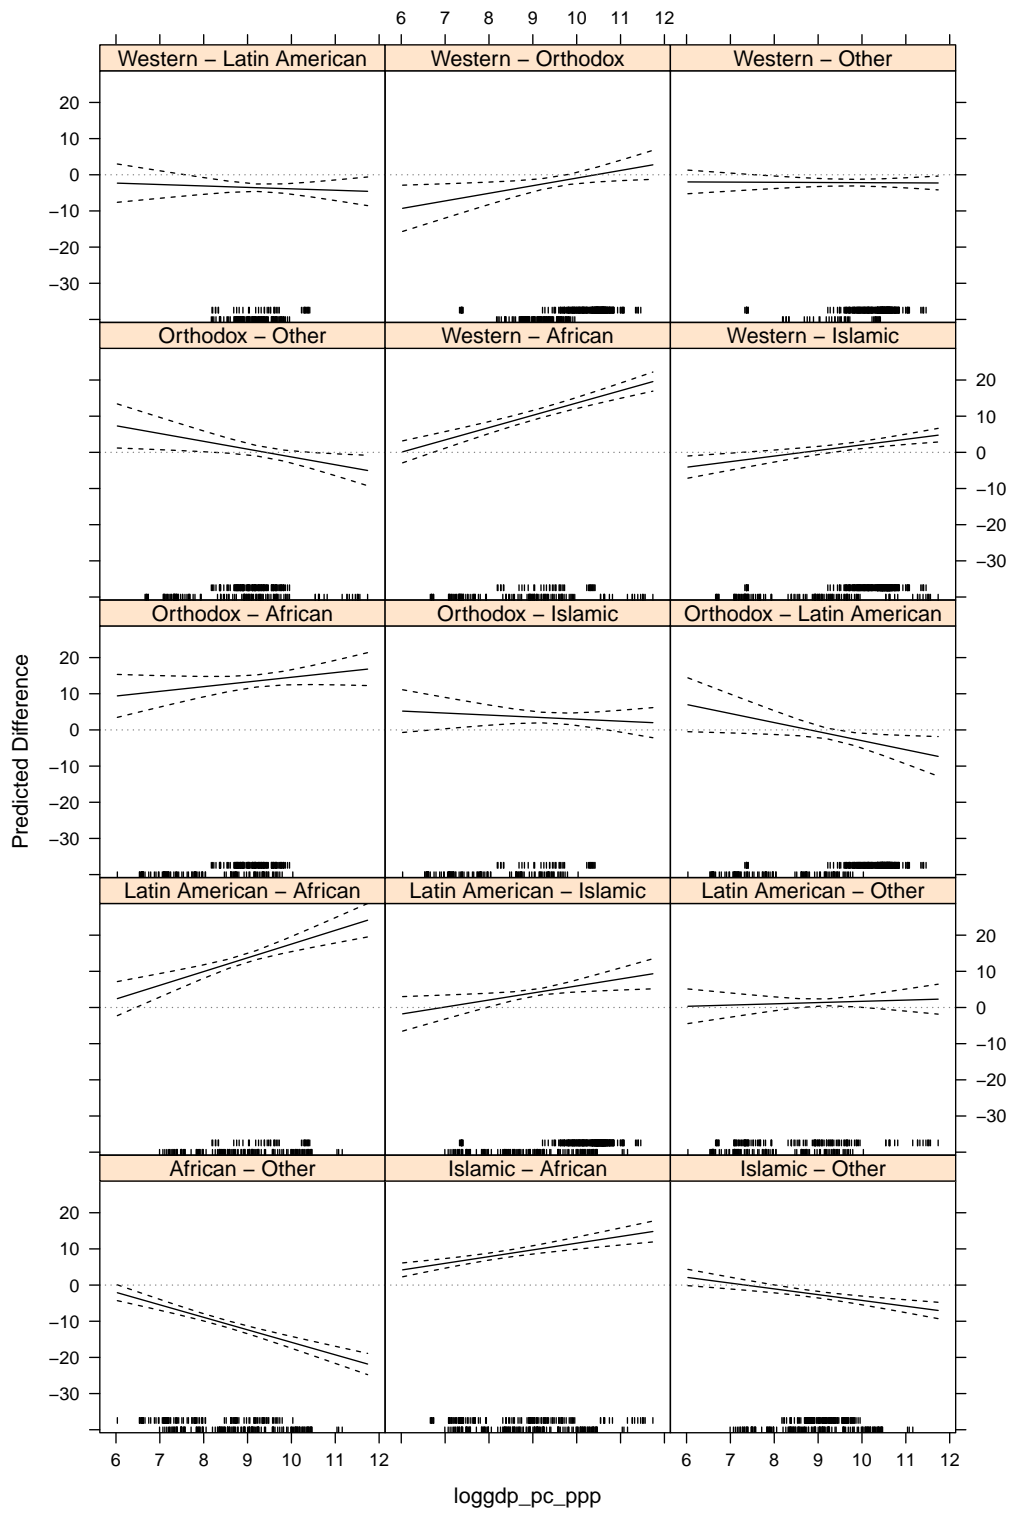 6 7 8 9 10 11 12
Western − Latin American
Western − Orthodox
Western − Other
20
10
0
−10
−20
−30
Orthodox − Other
Western − African
Western − Islamic
20
10
0
−10
−20
−30
Orthodox − African
Orthodox − Islamic
Orthodox − Latin American
20
10
0
−10
−20
−30
Predicted Difference
Latin American − African
Latin American − Islamic
Latin American − Other
20
10
0
−10
−20
−30
African − Other
Islamic − African
Islamic − Other
20
10
0
−10
−20
−30
6 7 8 9 10 11 12
6 7 8 9 10 11 12
loggdp_pc_ppp